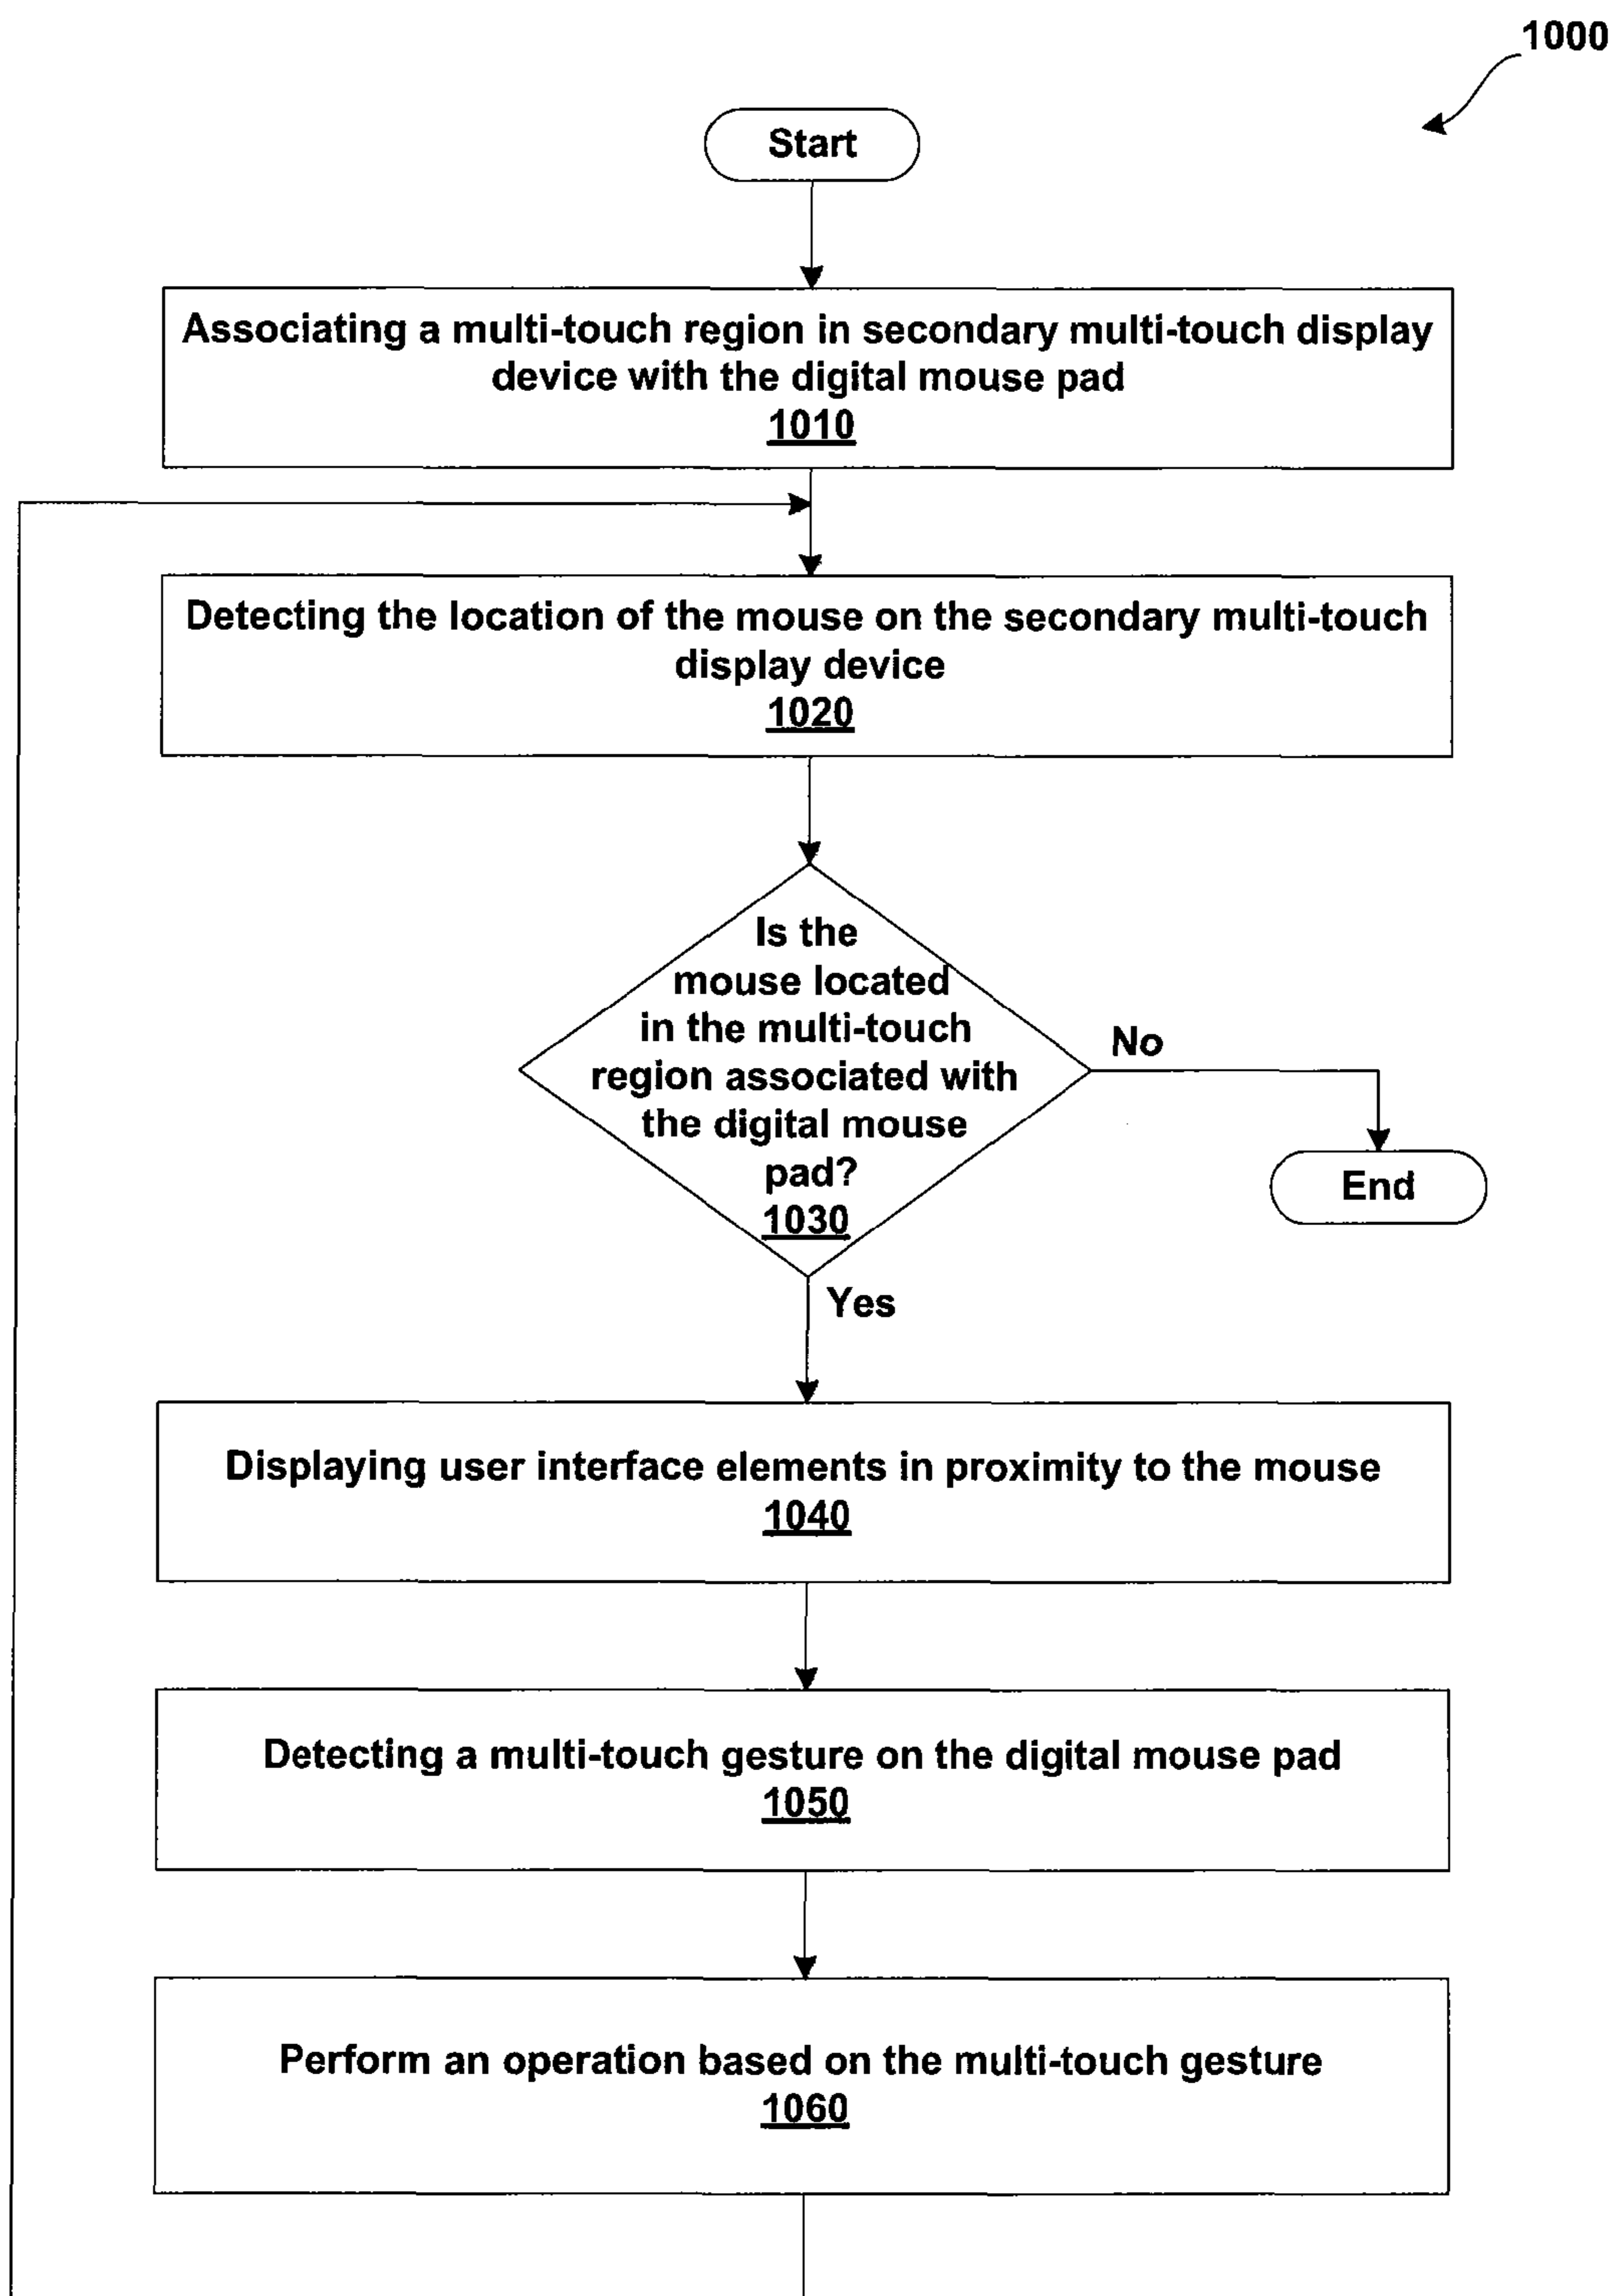 1000
Start
Associating a multi-touch region in secondary multi-touch display
device with the digital mouse pad
1010
Detecting the location of the mouse on the secondary multi-touch
display device
1020
Is the
mouse located
in the multi-touch
region associated with
the digital mouse
pad?
1030
No
End
Yes
Displaying user interface elements in proximity to the mouse
1040
Detecting a multi-touch gesture on the digital mouse pad
1050
Perform an operation based on the multi-touch gesture
1060